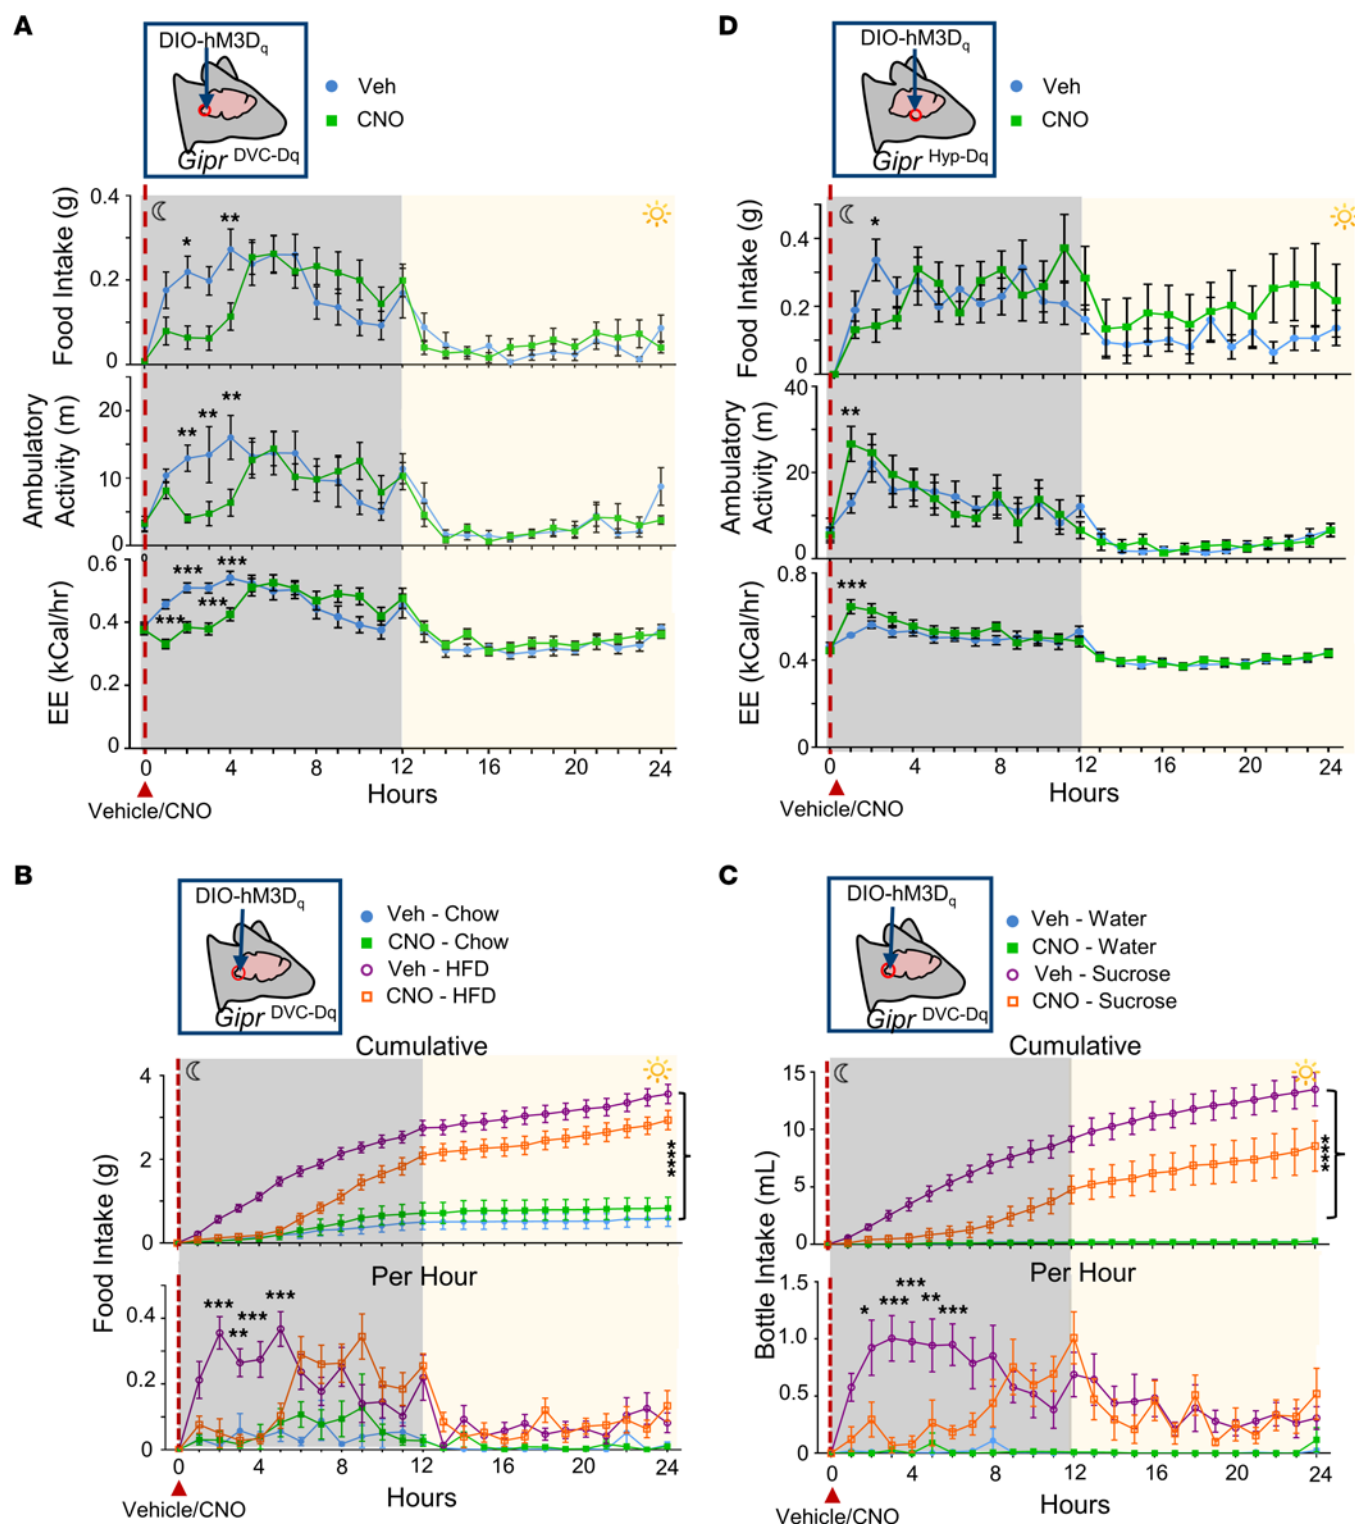 A
DIO-hM3Dq
Gipr DVC-Dq
Veh
CNO
Food Intake (g)
0.4
0.2
0
** 
*
Ambulatory
Activity (m)
20
10
0
**
**
**
EE (kCal/hr)
0.6
0.4
0.2
0
0
***
***
***
***
0 4 8 12 16 20 24
Vehicle/CNO
Hours
D
DIO-hM3Dq
Gipr Hyp-Dq
Veh
CNO
Food Intake (g)
0.4
0.2
0
*
Ambulatory
Activity (m)
40
20
0
**
EE (kCal/hr)
0.8
0.4
0
***
0 4 8 12 16 20 24
Vehicle/CNO
Hours
B
DIO-hM3Dq
Gipr DVC-Dq
Veh - Chow
CNO - Chow
Veh - HFD
CNO - HFD
Cumulative
Food Intake (g)
4
2
0
****
Per Hour
0.4
0.2
0
***
**
***
***
0 4 8 12 16 20 24
Vehicle/CNO
Hours
C
DIO-hM3Dq
Gipr DVC-Dq
Veh - Water
CNO - Water
Veh - Sucrose
CNO - Sucrose
Cumulative
Bottle Intake (mL)
15
10
5
0
****
Per Hour
1.5
1.0
0.5
0
*
***
***
**
***
0 4 8 12 16 20 24
Vehicle/CNO
Hours